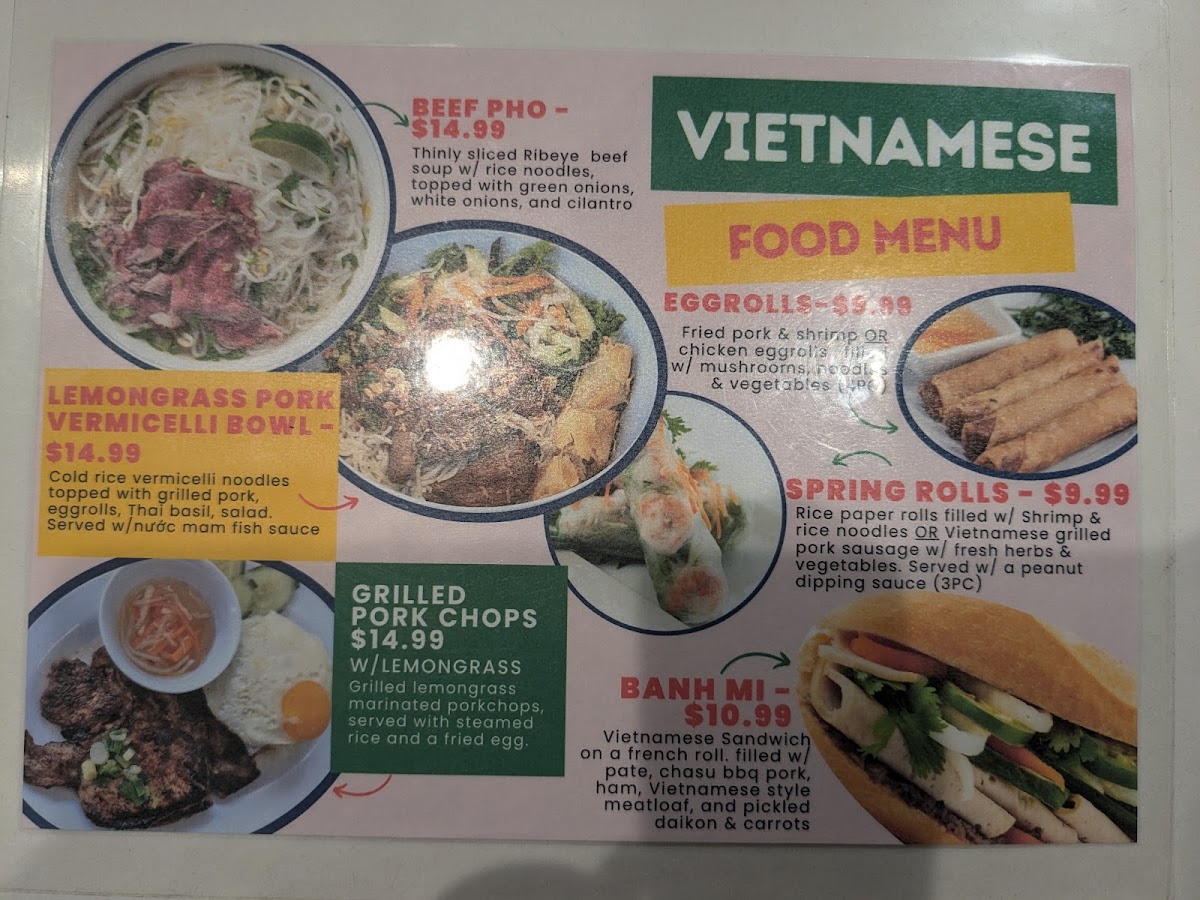 VIETNAMESE
FOOD MENU
BEEF PHO -
$14.99
Thinly sliced Ribeye beef
soup w/ rice noodles,
topped with green onions,
white onions, and cilantro
EGGROLLS-$9.99
Fried pork & shrimp OR
chicken eggrolls
w/ mushrooms, noodles
& vegetables
LEMONGRASS PORK
VERMICELLI BOWL -
$14.99
Cold rice vermicelli noodles
topped with grilled pork,
eggrolls, Thai basil, salad.
Served w/nước mam fish sauce
SPRING ROLLS - $9.99
Rice paper rolls filled w/ Shrimp &
rice noodles OR Vietnamese grilled
pork sausage w/ fresh herbs &
vegetables. Served w/ a peanut
dipping sauce (3PC)
GRILLED
PORK CHOPS
$14.99
W/LEMONGRASS
Grilled lemongrass
marinated porkchops,
served with steamed
rice and a fried egg.
BANH MI -
$10.99
Vietnamese Sandwich
on a french roll. filled w/
pate, chasu bbq pork,
ham, Vietnamese style
meatloaf, and pickled
daikon & carrots